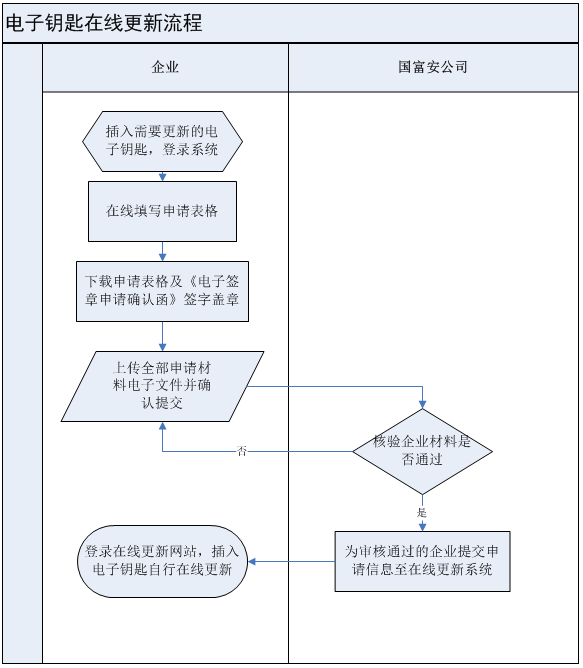 电子钥匙在线更新流程
企业
国富安公司
插入需要更新的电
子钥匙，登录系统
在线填写申请表格
下载申请表格及《电子签
章申请确认函》签字盖章
上传全部申请材
料电子文件并确
认提交
核验企业材料是
否通过
否
是
为审核通过的企业提交申
请信息至在线更新系统
登录在线更新网站，插入
电子钥匙自行在线更新